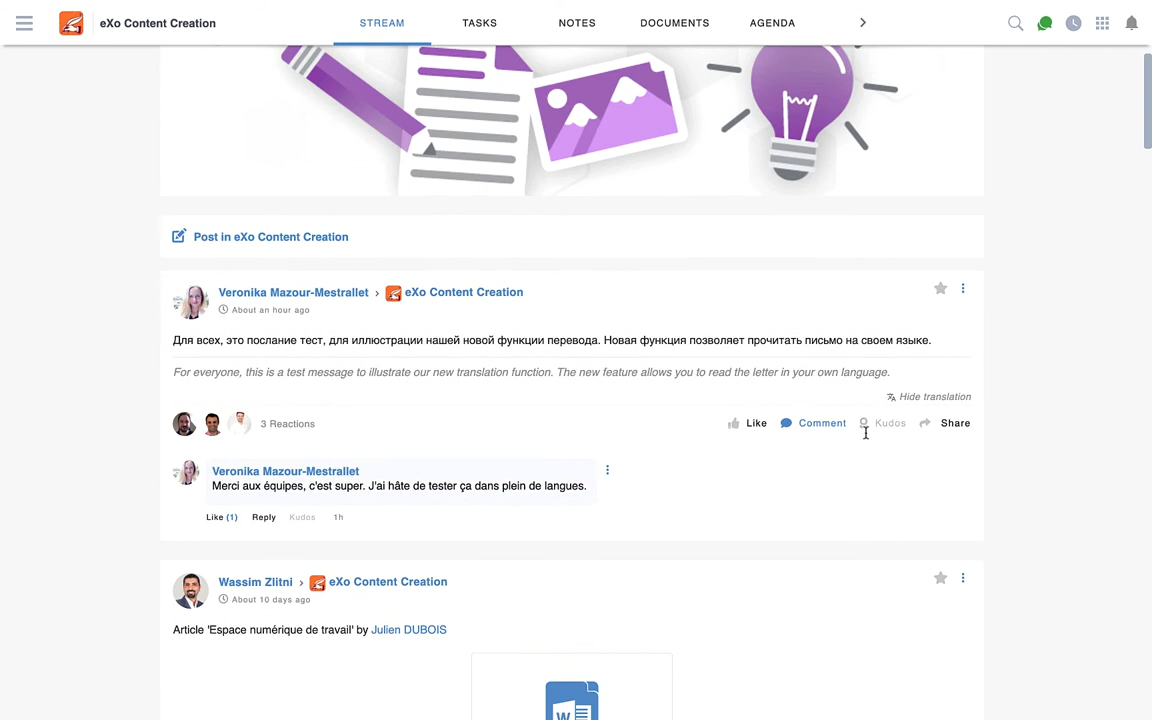 eXo Content Creation
STREAM
TASKS
NOTES
DOCUMENTS
AGENDA
Post in eXo Content Creation
Veronika Mazour-Mestrallet › eXo Content Creation
About an hour ago
Для всех, это послание тест, для иллюстрации нашей новой функции перевода. Новая функция позволяет прочитать письмо на своем языке.
For everyone, this is a test message to illustrate our new translation function. The new feature allows you to read the letter in your own language.
Hide translation
3 Reactions
Like
Comment
Kudos
Share
Veronika Mazour-Mestrallet
Merci aux équipes, c'est super. J'ai hâte de tester ça dans plein de langues.
Like (1) Reply Kudos 1h
Wassim Zlitni › eXo Content Creation
About 10 days ago
Article 'Espace numérique de travail' by Julien DUBOIS
W